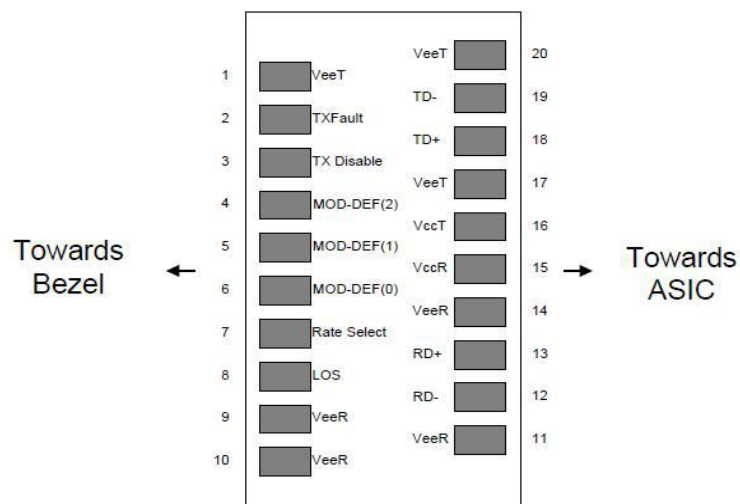 Towards
Bezel
1 VeeT
2 TXFault
3 TX Disable
4 MOD-DEF(2)
5 MOD-DEF(1)
6 MOD-DEF(0)
7 Rate Select
8 LOS
9 VeeR
10 VeeR
VeeT 20
TD- 19
TD+ 18
VeeT 17
VccT 16
VccR 15
VeeR 14
RD+ 13
RD- 12
VeeR 11
Towards
ASIC